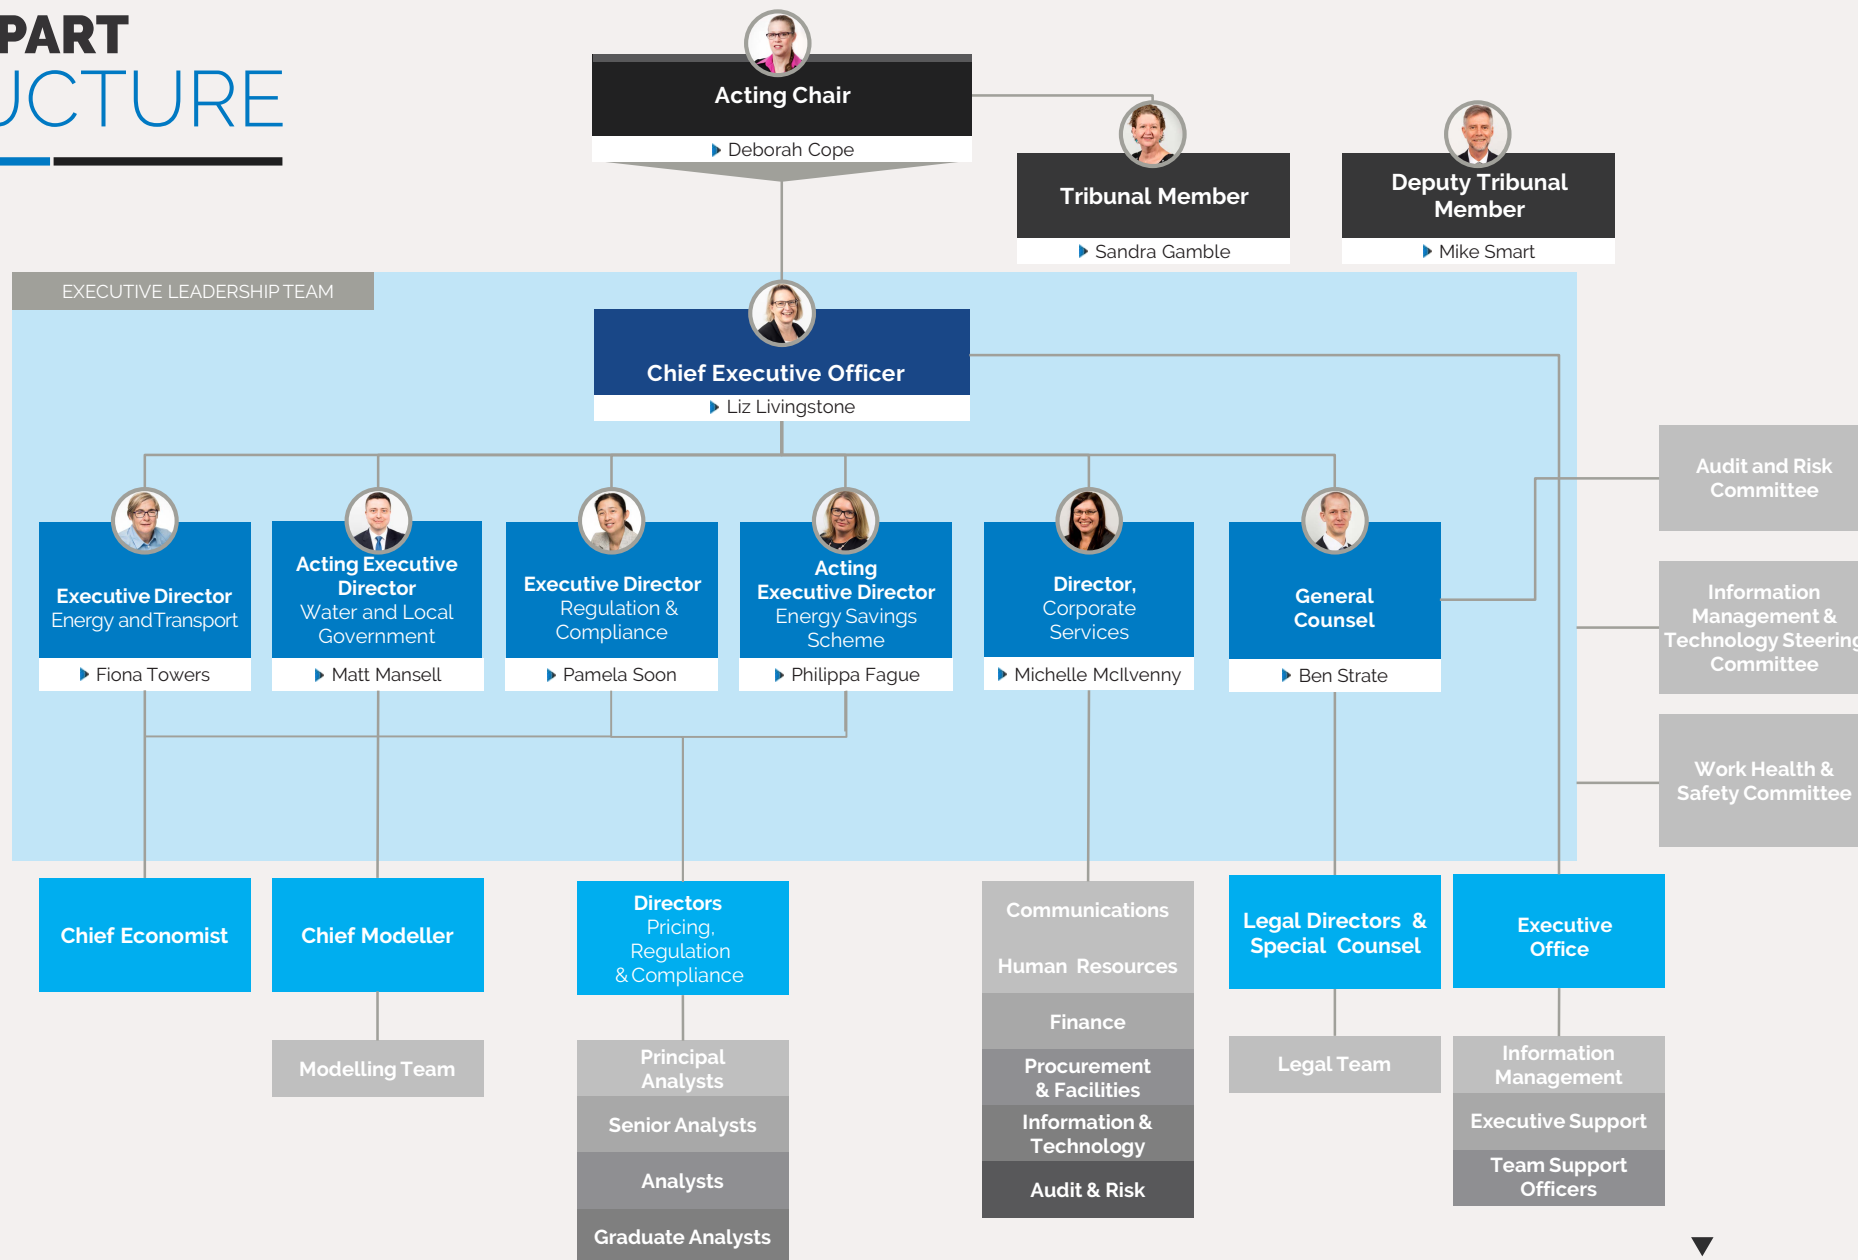 PART
UCTURE
Acting Chair
Deborah Cope
Tribunal Member
Sandra Gamble
Deputy Tribunal
Member
Mike Smart
EXECUTIVE LEADERSHIP TEAM
Chief Executive Officer
Liz Livingstone
Executive Director
Energy andTransport
Fiona Towers
Acting Executive
Director
Water and Local
Government
Matt Mansell
Executive Director
Regulation &
Compliance
Pamela Soon
Acting
Executive Director
Energy Savings
Scheme
Philippa Fague
Director,
Corporate
Services
Michelle McIlvenny
General
Counsel
Ben Strate
Audit and Risk
Committee
Information
Management &
Technology Steering
Committee
Work Health &
Safety Committee
Chief Economist
Chief Modeller
Modelling Team
Directors
Pricing,
Regulation
& Compliance
Principal
Analysts
Senior Analysts
Analysts
Graduate Analysts
Communications
Human Resources
Finance
Procurement
& Facilities
Information &
Technology
Audit & Risk
Legal Directors &
Special Counsel
Legal Team
Executive
Office
Information
Management
Executive Support
Team Support
Officers